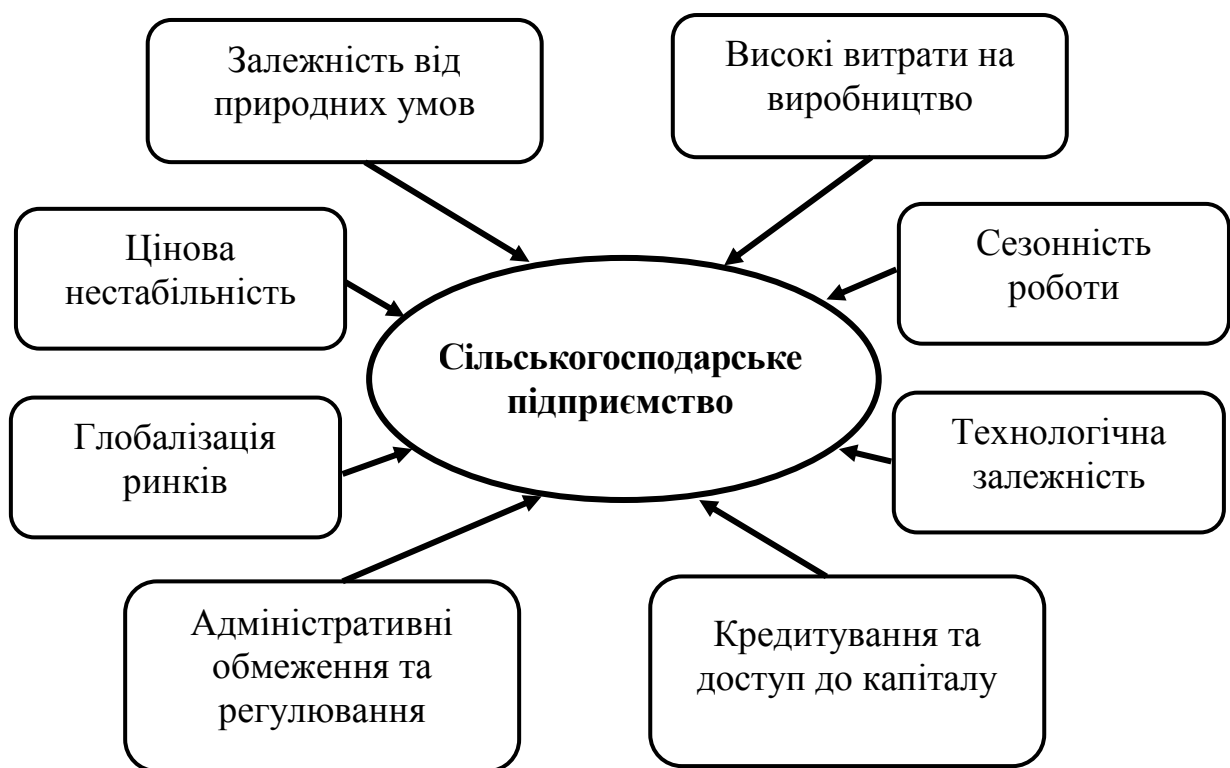 Залежність від
природних умов
Високі витрати на
виробництво
Цінова
нестабільність
Сезонність
роботи
Сільськогосподарське
підприємство
Глобалізація
ринків
Технологічна
залежність
Адміністративні
обмеження та
регулювання
Кредитування та
доступ до капіталу